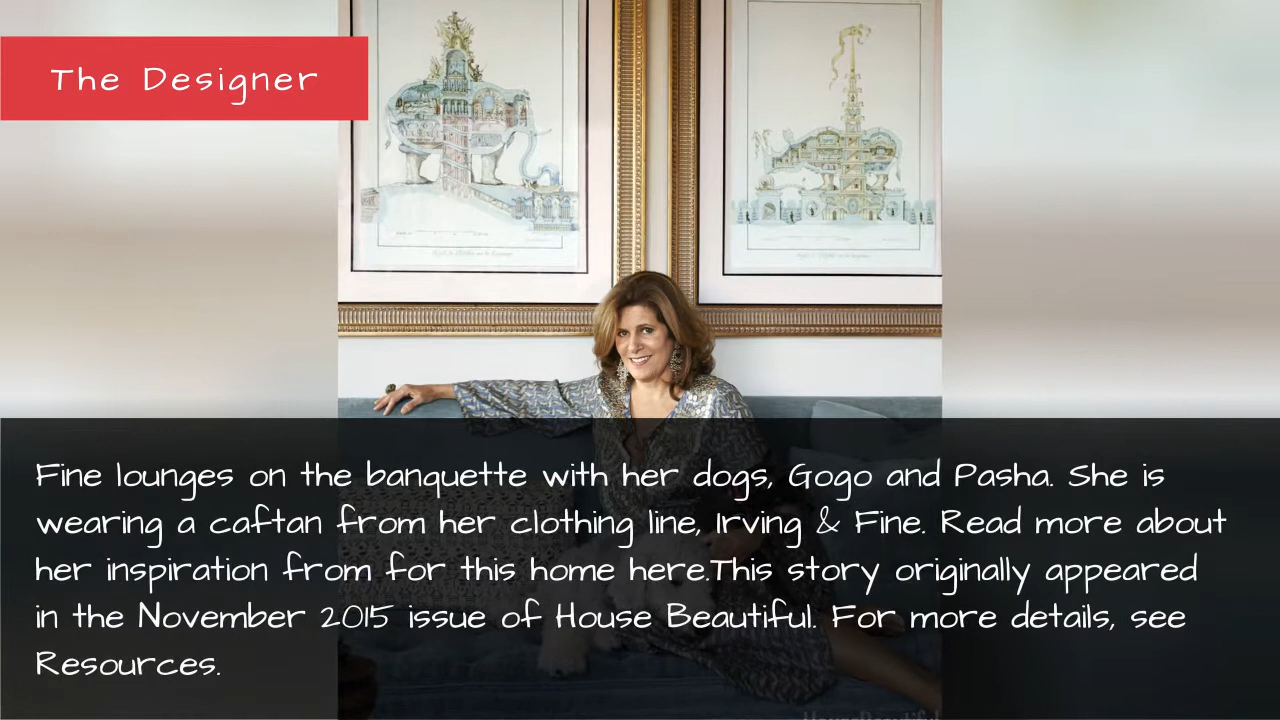 The Designer
Fine lounges on the banquette with her dogs, Gogo and Pasha. She is
wearing a caftan from her clothing line, Irving & Fine. Read more about
her inspiration from for this home here.This story originally appeared
in the November 2015 issue of House Beautiful. For more details, see
Resources.
HouseBeautiful